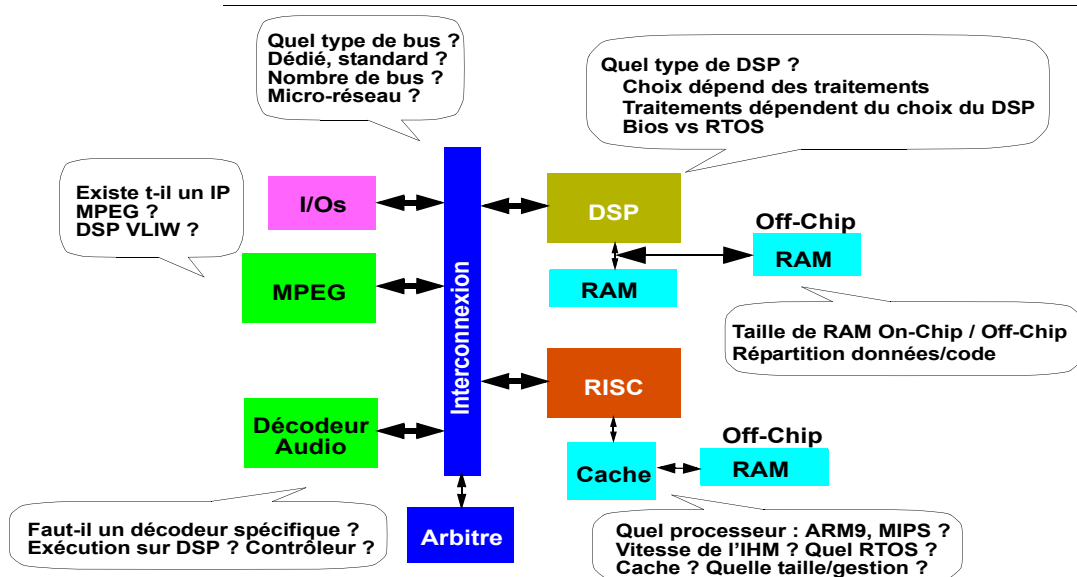 Quel type de bus ?
Dédié, standard ?
Nombre de bus ?
Micro-réseau ?
Quel type de DSP ?
Choix dépend des traitements
Traitements dépendent du choix du DSP
Bios vs RTOS
Existe t-il un IP
MPEG ?
DSP VLIW ?
I/Os
DSP
Off-Chip
RAM
RAM
MPEG
Interconnexion
Taille de RAM On-Chip / Off-Chip
Répartition données/code
RISC
Décodeur
Audio
Off-Chip
Cache
RAM
Arbitre
Faut-il un décodeur spécifique ?
Exécution sur DSP ? Contrôleur ?
Quel processeur : ARM9, MIPS ?
Vitesse de l'IHM ? Quel RTOS ?
Cache ? Quelle taille/gestion ?